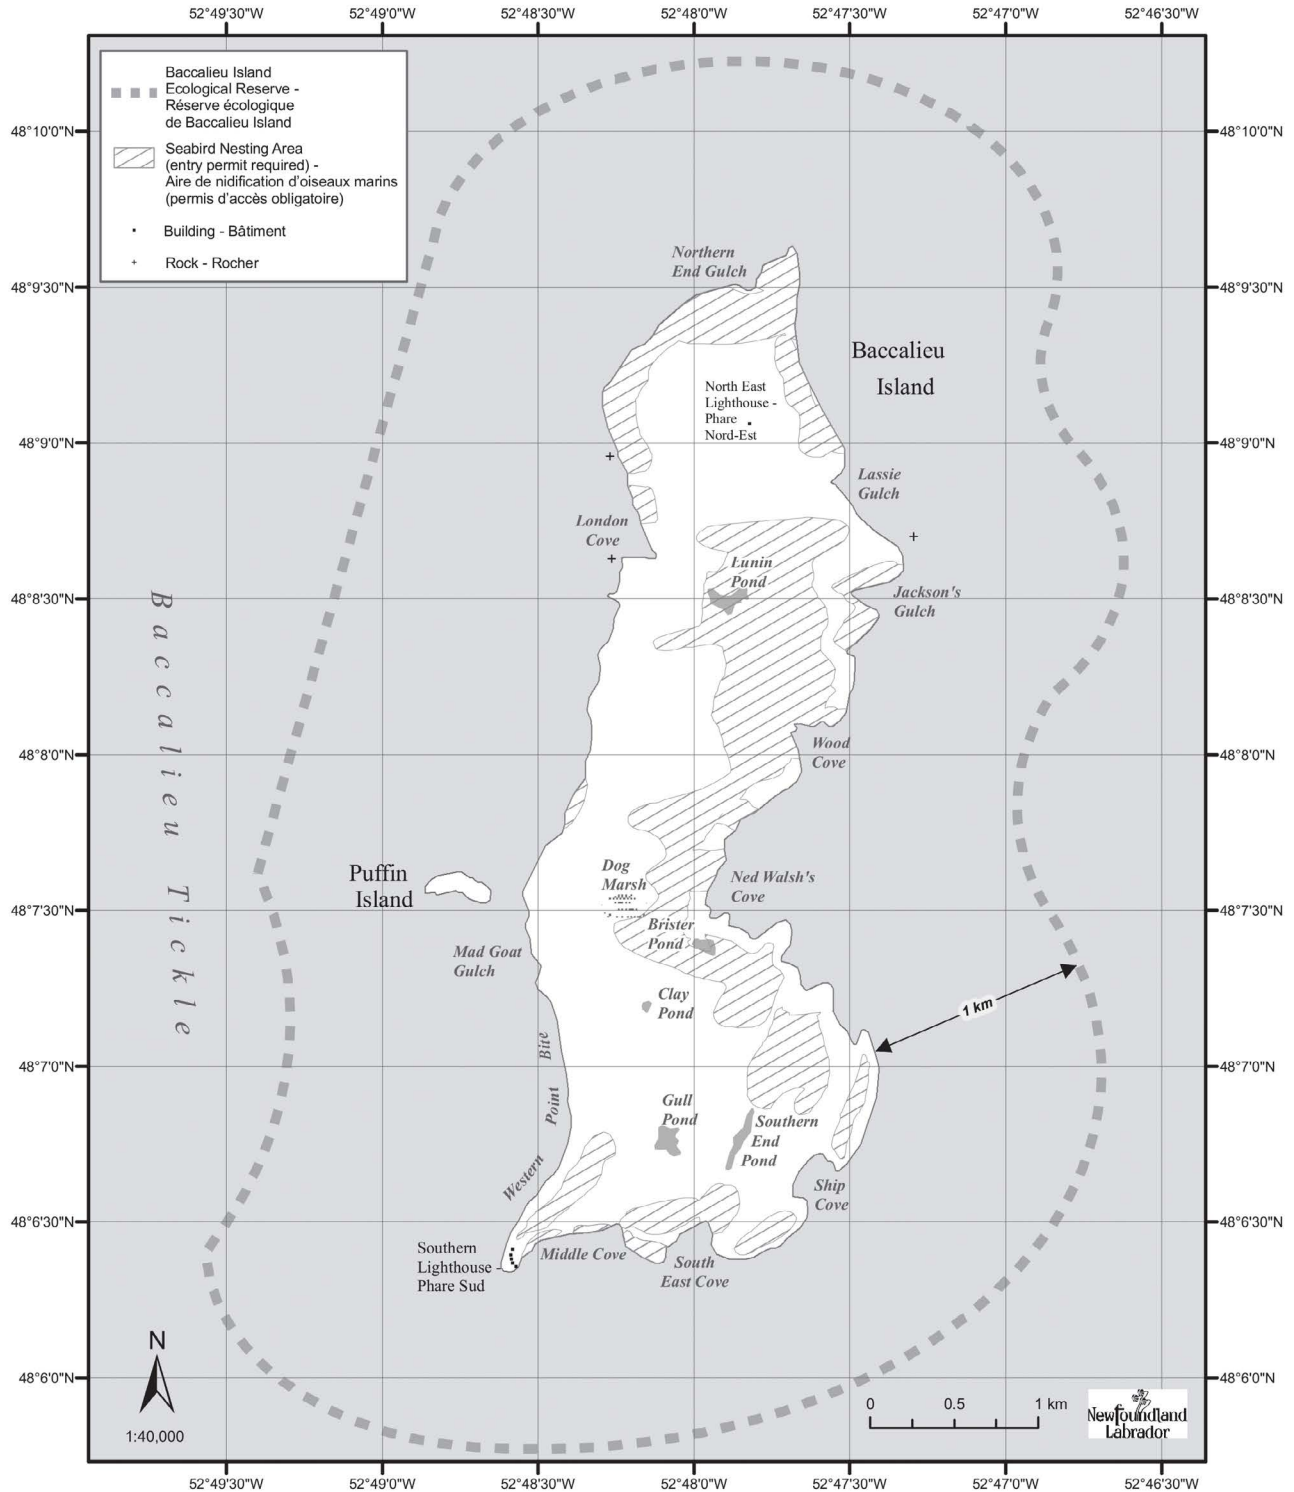 52°49'30"W 52°49'0"W 52°48'30"W 52°48'0"W 52°47'30"W 52°47'0"W 52°46'30"W
Baccalieu Island
Ecological Reserve -
Réserve écologique
de Baccalieu Island
Seabird Nesting Area
(entry permit required) -
Aire de nidification d'oiseaux marins
(permis d'accès obligatoire)
Building - Bâtiment
Rock - Rocher
48°10'0"N 48°10'0"N
Northern
End Gulch
48°9'30"N 48°9'30"N
Baccalieu
Island
North East
Lighthouse -
Phare
Nord-Est
48°9'0"N 48°9'0"N
Lassie
Gulch
London
Cove
Lunin
Pond
48°8'30"N 48°8'30"N
Jackson's
Gulch
Baccalieu Tickle
Wood
Cove
48°8'0"N 48°8'0"N
Puffin
Island
Dog
Marsh
Ned Walsh's
Cove
48°7'30"N 48°7'30"N
Brister
Pond
Mad Goat
Gulch
Clay
Pond
1 km
Western Point Bite
48°7'0"N 48°7'0"N
Gull
Pond
Southern
End
Pond
Ship
Cove
48°6'30"N 48°6'30"N
Southern
Lighthouse -
Phare Sud
Middle Cove
South
East Cove
N
1:40,000
48°6'0"N 48°6'0"N
0 0.5 1 km
Newfoundland
Labrador
52°49'30"W 52°49'0"W 52°48'30"W 52°48'0"W 52°47'30"W 52°47'0"W 52°46'30"W